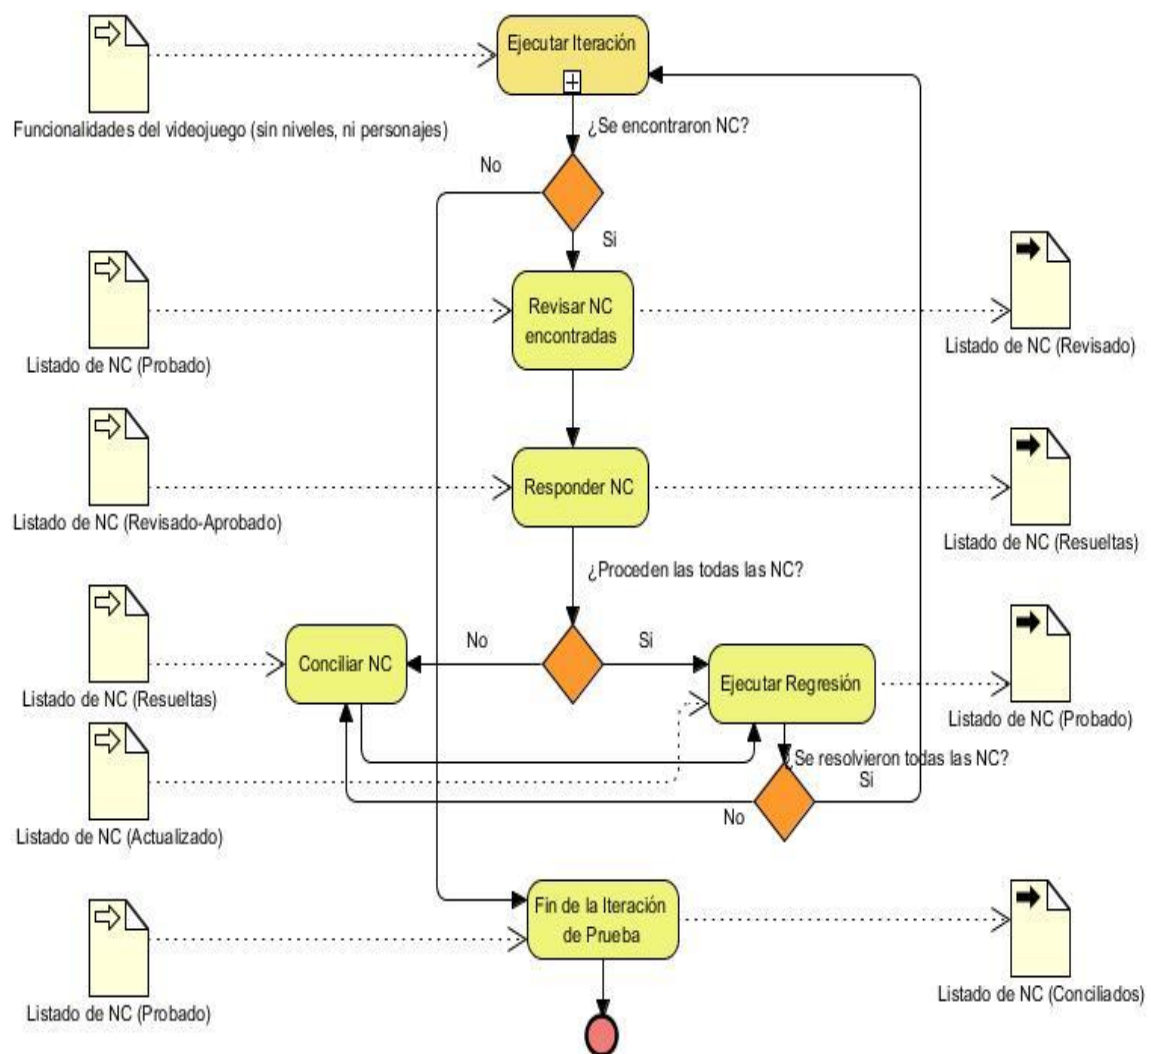 Ejecutar Iteración
Funcionalidades del videojuego (sin niveles, ni personajes)
¿Se encontraron NC?
No
Si
Revisar NC
encontradas
Listado de NC (Probado)
Listado de NC (Revisado)
Responder NC
Listado de NC (Revisado-Aprobado)
Listado de NC (Resueltas)
¿Proceden las todas las NC?
No
Si
Conciliar NC
Ejecutar Regresión
Listado de NC (Resueltas)
Listado de NC (Probado)
¿Se resolvieron todas las NC?
Si
No
Listado de NC (Actualizado)
Fin de la Iteración
de Prueba
Listado de NC (Probado)
Listado de NC (Conciliados)